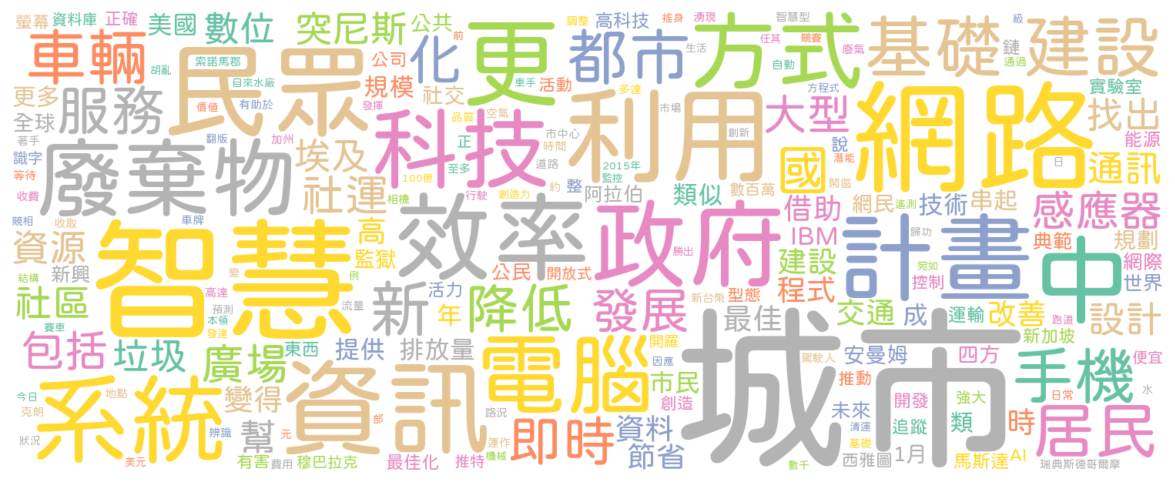 螢幕 資料庫 正確 美國 數位 突尼斯 公共 更 調整 高科技 搖身 湧現 任其 智慧型 競賽 級
車輛 民眾 索諾馬郡 胡亂 自來水廠 公司 前 化 車手 活動 都市 生活 方式 自動 廢氣 基礎 鏈 通過 建設
更多 服務 價值 有助於 規模 發揮 社交 多達 方程式 實驗室
全球 著手 翻版 加州 科技 品質 空氣 正 市中心 時間 利用 市場 創新 大型 說 潛能 網路 找出 能源
識字 等待 廢棄物 埃及 100億 至多 道路 2015年 監控 國 鬧區 日 通訊
收費 社運 相機 行駛 創造力 約 整 阿拉伯 類似 數百萬 借助 網民 遙測 技術 串起 感應器
競相 收取 車牌 高 效率 政府 勝出 IBM 歸功 典範 規劃
資源 智慧 監獄 公民 開放式 建設 計畫 宛如 控制 中 網際
結構 新興 變 例 新 活力 降低 發展 新台幣 型態 程式 世界
社區 高達 預測 本領 流量 年 最佳 交通 成 運輸 改善 跑道 設計
賽車 發達
包括 垃圾 廣場 東西 提供 排放量 電腦 開羅 因應 城市 駕駛人 安曼姆 四方 新加坡 便宜
今日 系統 變得 資訊 市民 推動 開發 強大 日常 手機 水
克朗 地點 路況 創造 未來 清運 追蹤 類 時 居民
狀況 辨識 幫 部 元 運作 即時 資料 基礎
美元 有害 費用 穆巴拉克 最佳化 推特 機械 節省 數千 西雅圖 1月 馬斯達 AI 瑞典斯德哥爾摩